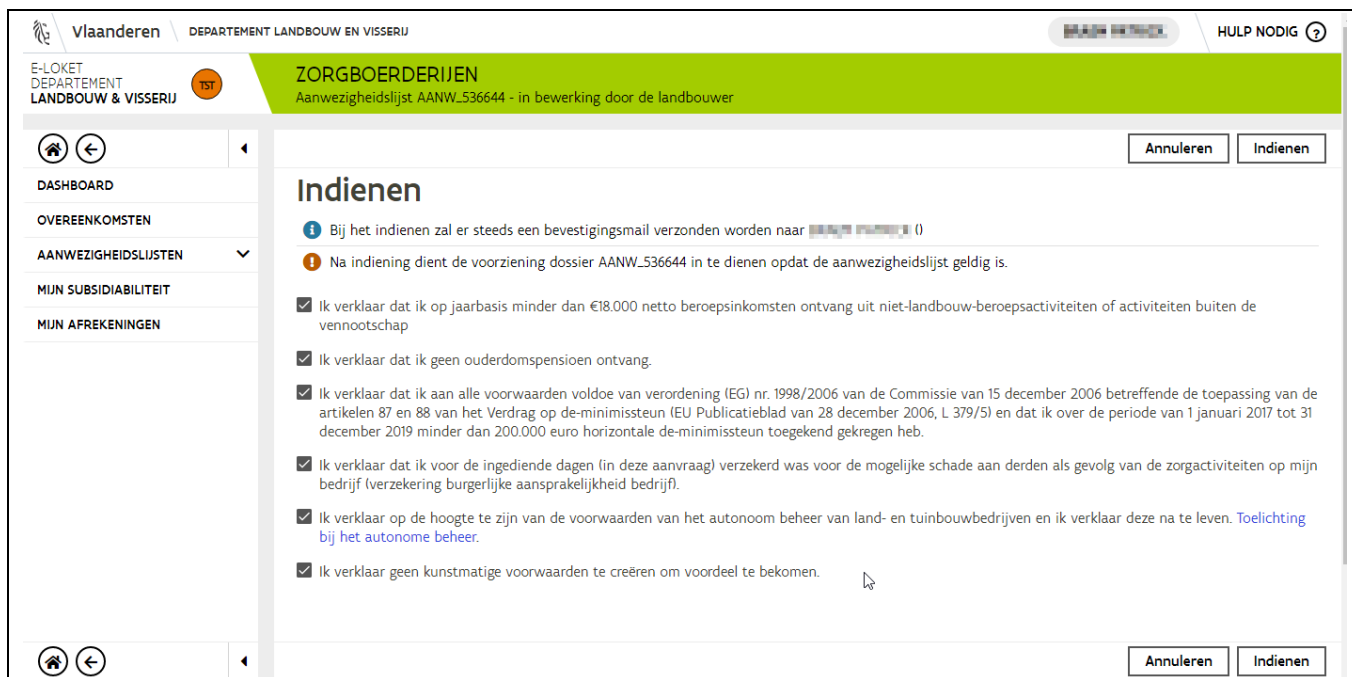 Vlaanderen
DEPARTEMENT LANDBOUW EN VISSERIJ
HULP NODIG ?
E-LOKET
DEPARTEMENT
LANDBOUW & VISSERIJ
TST
ZORGBOERDERIJEN
Aanwezigheidslijst AANW_536644 - in bewerking door de landbouwer
Annuleren
Indienen
DASHBOARD
OVEREENKOMSTEN
AANWEZIGHEIDSLIJSTEN
MIJN SUBSIDIABILITEIT
MIJN AFREKENINGEN
Indienen
Bij het indienen zal er steeds een bevestigingsmail verzonden worden naar ()
Na indiening dient de voorziening dossier AANW_536644 in te dienen opdat de aanwezigheidslijst geldig is.
Ik verklaar dat ik op jaarbasis minder dan €18.000 netto beroepsinkomsten ontvang uit niet-landbouw-beroepsactiviteiten of activiteiten buiten de
vennootschap
Ik verklaar dat ik geen ouderdomspensioen ontvang.
Ik verklaar dat ik aan alle voorwaarden voldoe van verordening (EG) nr. 1998/2006 van de Commissie van 15 december 2006 betreffende de toepassing van de
artikelen 87 en 88 van het Verdrag op de-minimissteun (EU Publicatieblad van 28 december 2006, L 379/5) en dat ik over de periode van 1 januari 2017 tot 31
december 2019 minder dan 200.000 euro horizontale de-minimissteun toegekend gekregen heb.
Ik verklaar dat ik voor de ingediende dagen (in deze aanvraag) verzekerd was voor de mogelijke schade aan derden als gevolg van de zorgactiviteiten op mijn
bedrijf (verzekering burgerlijke aansprakelijkheid bedrijf).
Ik verklaar op de hoogte te zijn van de voorwaarden van het autonoom beheer van land- en tuinbouwbedrijven en ik verklaar deze na te leven. Toelichting
bij het autonome beheer.
Ik verklaar geen kunstmatige voorwaarden te creëren om voordeel te bekomen.
Annuleren
Indienen